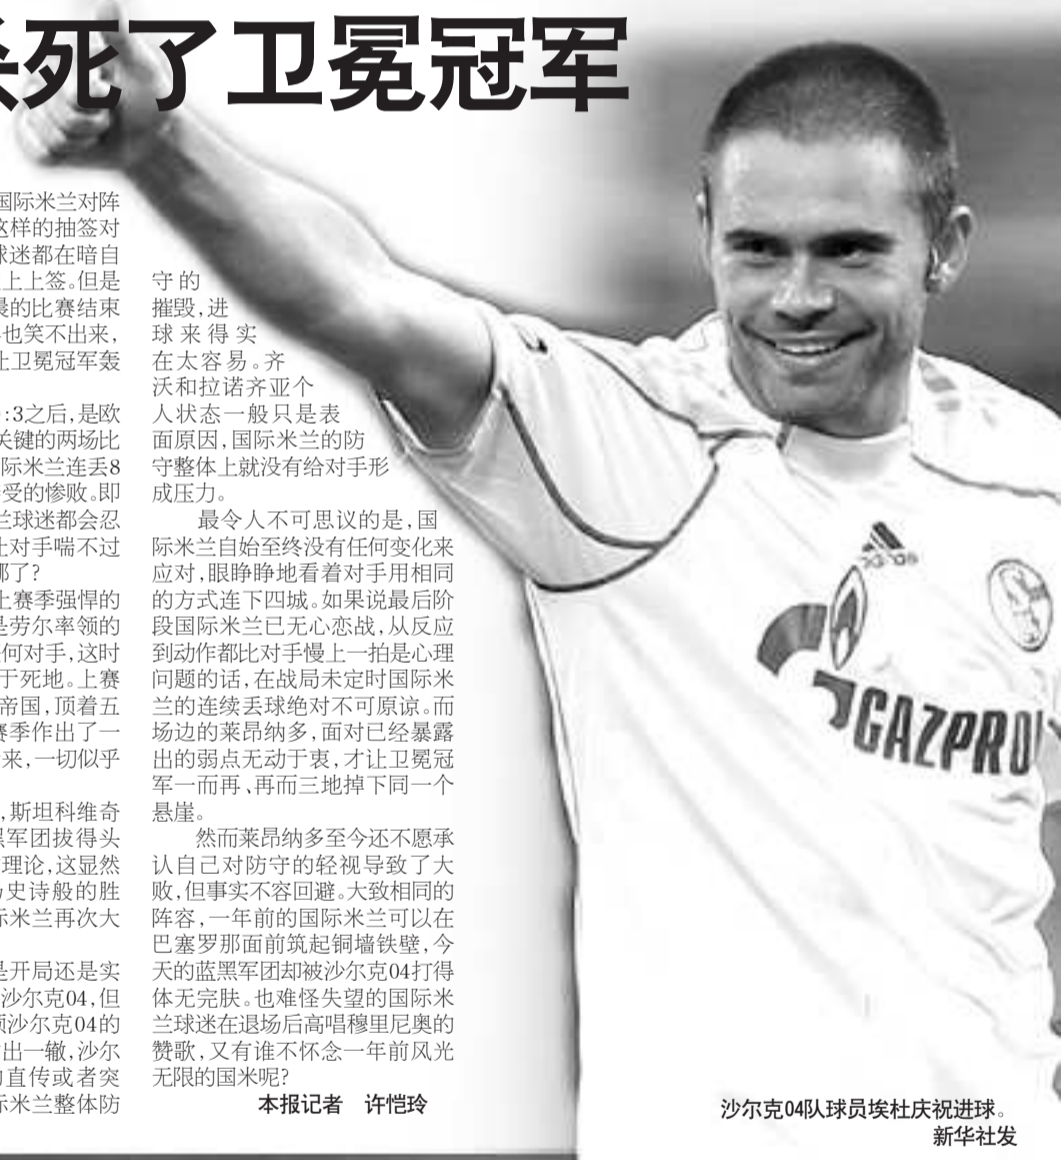 死了卫冕冠军
国际米兰对阵
这样的抽签对
球迷都在暗自
上上签。但是
晨的比赛结束
也笑不出来,
让卫冕冠军轰
:3之后,是欧
关键的两场比
际米兰连丢8
受的惨败。即
兰球迷都会忍
让对手喘不过
那了?
上赛季强悍的
是劳尔率领的
何对手,这时
于死地。上赛
帝国,顶着五
赛季作出了一
来,一切似乎
,斯坦科维奇
黑军团拔得头
理论,这显然
史诗般的胜
际米兰再次大
是开局还是实
沙尔克04,但
顾沙尔克04的
出一辙,沙尔
直传或者突
际米兰整体防
守的
摧毁,进
球来得实
在太容易。齐
沃和拉诺齐亚个
人状态一般只是表
面原因,国际米兰的防
守整体上就没有给对手形
成压力。
最令人不可思议的是,国
际米兰自始至终没有任何变化来
应对,眼睁睁地看着对手用相同
的方式连下四城。如果说最后阶
段国际米兰已无心恋战,从反应
到动作都比对手慢上一拍是心理
问题的话,在战局未定时国际米
兰的连续丢球绝对不可原谅。而
场边的莱昂纳多,面对已经暴露
出的弱点无动于衷,才让卫冕冠
军一而再、再而三地掉下同一个
悬崖。
然而莱昂纳多至今还不愿承
认自己对防守的轻视导致了大
败,但事实不容回避。大致相同的
阵容,一年前的国际米兰可以在
巴塞罗那面前筑起铜墙铁壁,今
天的蓝黑军团却被沙尔克04打得
体无完肤。也难怪失望的国际米
兰球迷在退场后高唱穆里尼奥的
赞歌,又有谁不怀念一年前风光
无限的国米呢?
本报记者 许恺玲
adidas
GAZPRO
沙尔克04队球员埃杜庆祝进球。
新华社发